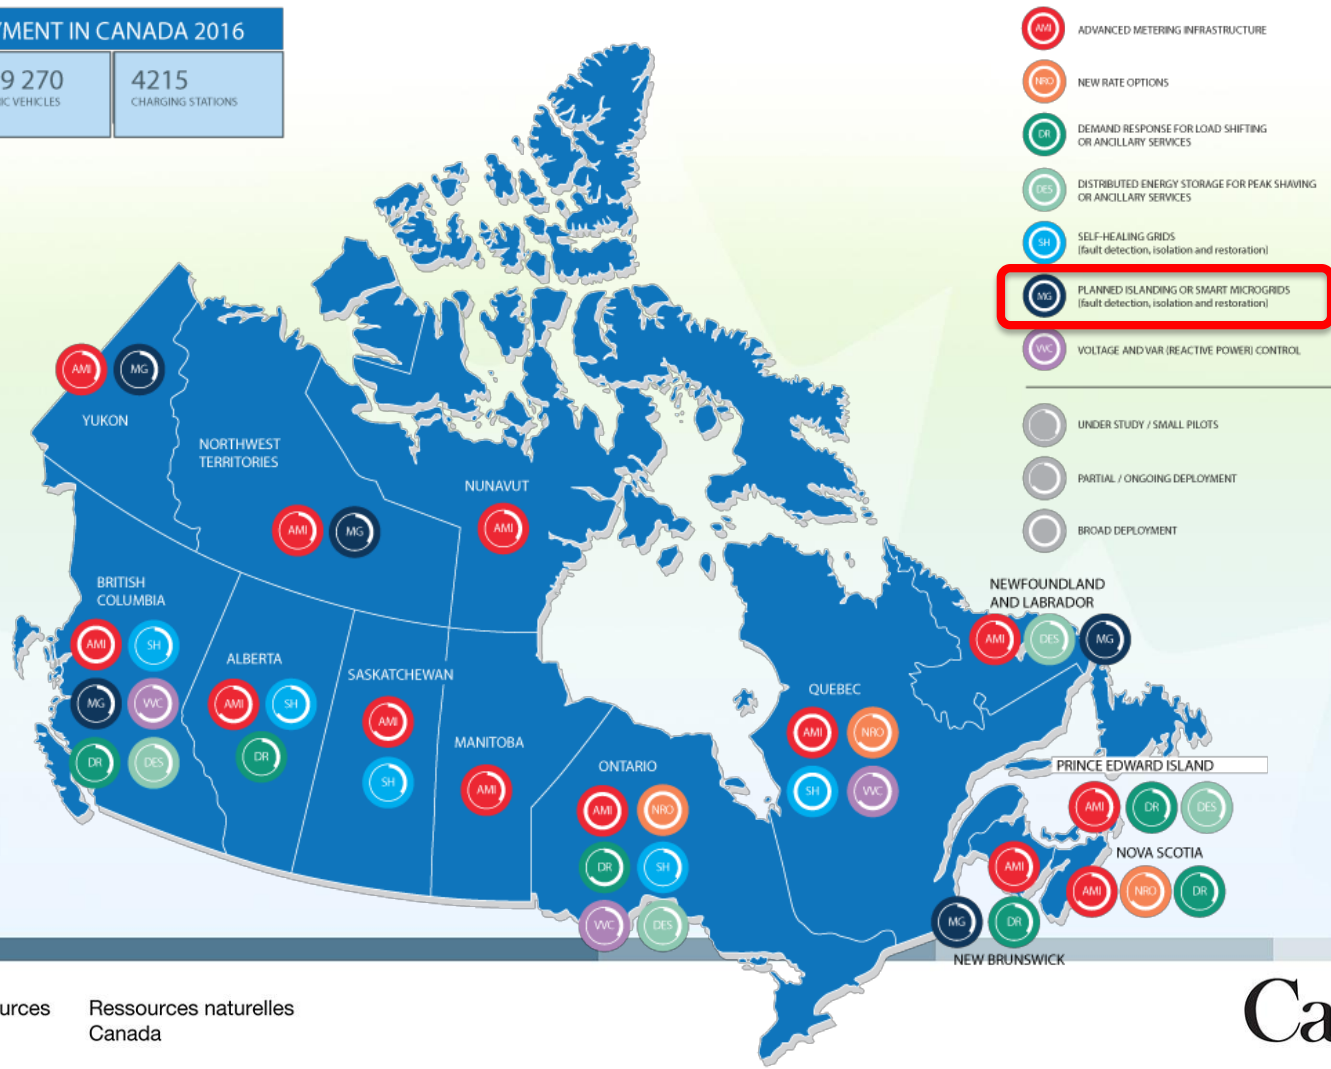 YMENT IN CANADA 2016
9 270
IC VEHICLES
4215
CHARGING STATIONS
AMI
ADVANCED METERING INFRASTRUCTURE
NRO
NEW RATE OPTIONS
DR
DEMAND RESPONSE FOR LOAD SHIFTING
OR ANCILLARY SERVICES
DES
DISTRIBUTED ENERGY STORAGE FOR PEAK SHAVING
OR ANCILLARY SERVICES
SH
SELF-HEALING GRIDS
(fault detection, isolation and restoration)
MG
PLANNED ISLANDING OR SMART MICROGRIDS
(fault detection, isolation and restoration)
VVC
VOLTAGE AND VAR (REACTIVE POWER) CONTROL
UNDER STUDY / SMALL PILOTS
PARTIAL / ONGOING DEPLOYMENT
BROAD DEPLOYMENT
AMI MG
YUKON
NORTHWEST
TERRITORIES
AMI MG
NUNAVUT
AMI
BRITISH
COLUMBIA
AMI SH
MG VVC
DR DES
ALBERTA
AMI SH
DR
SASKATCHEWAN
AMI
SH
MANITOBA
AMI
ONTARIO
AMI NRO
DR SH
VVC DES
QUEBEC
AMI NRO
SH VVC
NEWFOUNDLAND
AND LABRADOR
AMI DES MG
PRINCE EDWARD ISLAND
AMI DR DES
NOVA SCOTIA
AMI NRO DR
AMI
MG DR
NEW BRUNSWICK
urces
Ressources naturelles
Canada
Ca